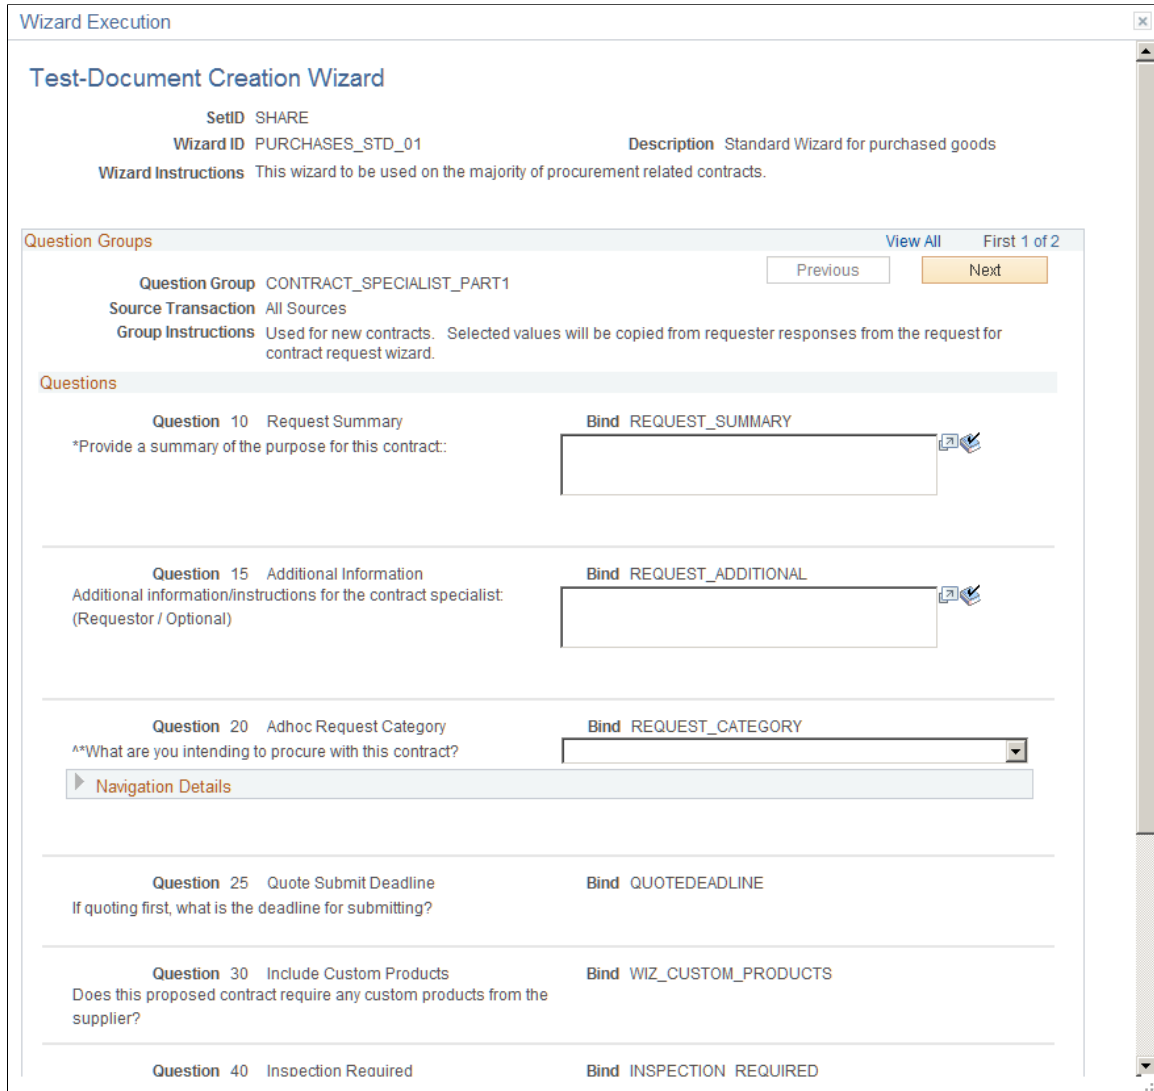 Wizard Execution
Test-Document Creation Wizard
SetID SHARE
Wizard ID PURCHASES_STD_01 Description Standard Wizard for purchased goods
Wizard Instructions This wizard to be used on the majority of procurement related contracts.
Question Groups View All First 1 of 2
Previous Next
Question Group CONTRACT_SPECIALIST_PART1
Source Transaction All Sources
Group Instructions Used for new contracts. Selected values will be copied from requester responses from the request for
contract request wizard.
Questions
Question 10 Request Summary Bind REQUEST_SUMMARY
*Provide a summary of the purpose for this contract::
Question 15 Additional Information Bind REQUEST_ADDITIONAL
Additional information/instructions for the contract specialist:
(Requestor / Optional)
Question 20 Adhoc Request Category Bind REQUEST_CATEGORY
^*What are you intending to procure with this contract?
Navigation Details
Question 25 Quote Submit Deadline Bind QUOTEDEADLINE
If quoting first, what is the deadline for submitting?
Question 30 Include Custom Products Bind WIZ_CUSTOM_PRODUCTS
Does this proposed contract require any custom products from the
supplier?
Question 40 Inspection Required Bind INSPECTION_REQUIRED